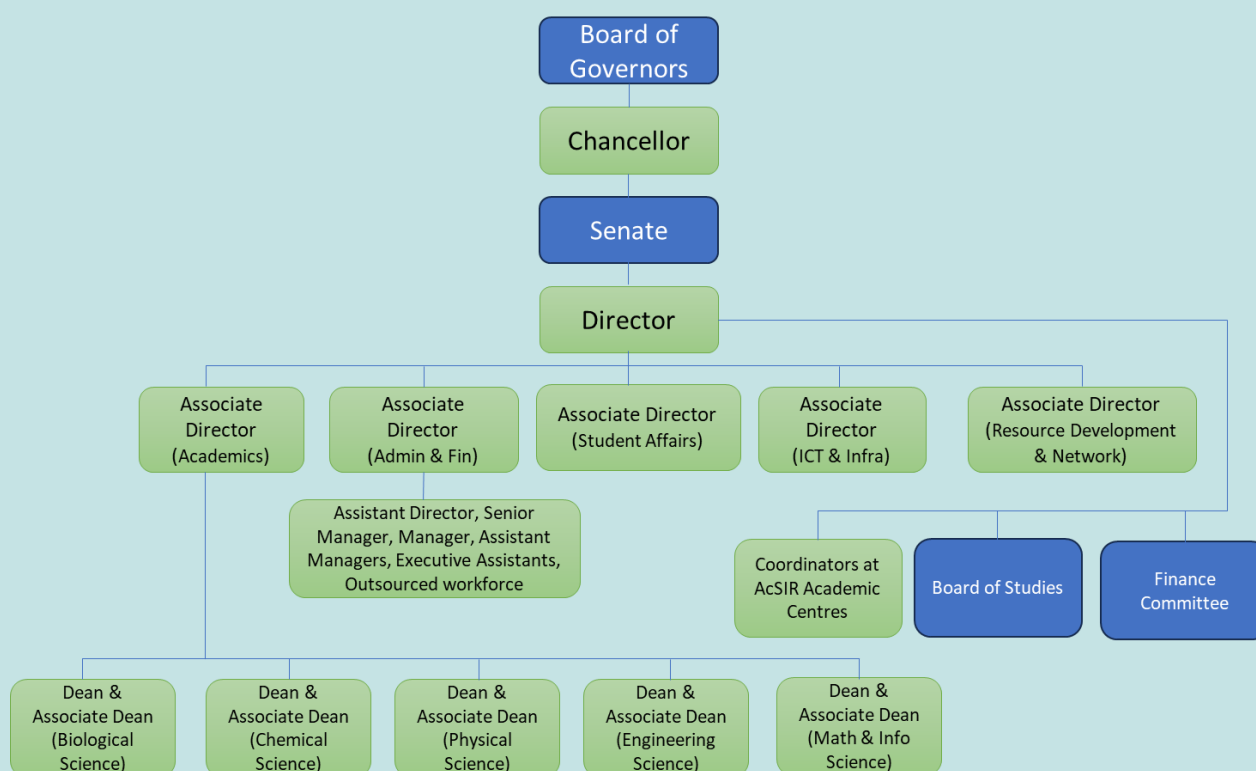 Board of
Governors
Chancellor
Senate
Director
Associate
Director
(Academics)
Associate
Director
(Admin & Fin)
Associate Director
(Student Affairs)
Associate
Director
(ICT & Infra)
Associate Director
(Resource Development
& Network)
Assistant Director, Senior
Manager, Manager, Assistant
Managers, Executive Assistants,
Outsourced workforce
Coordinators at
AcSIR Academic
Centres
Board of Studies
Finance
Committee
Dean &
Associate Dean
(Biological
Science)
Dean &
Associate Dean
(Chemical
Science)
Dean &
Associate Dean
(Physical
Science)
Dean &
Associate Dean
(Engineering
Science)
Dean &
Associate Dean
(Math & Info
Science)